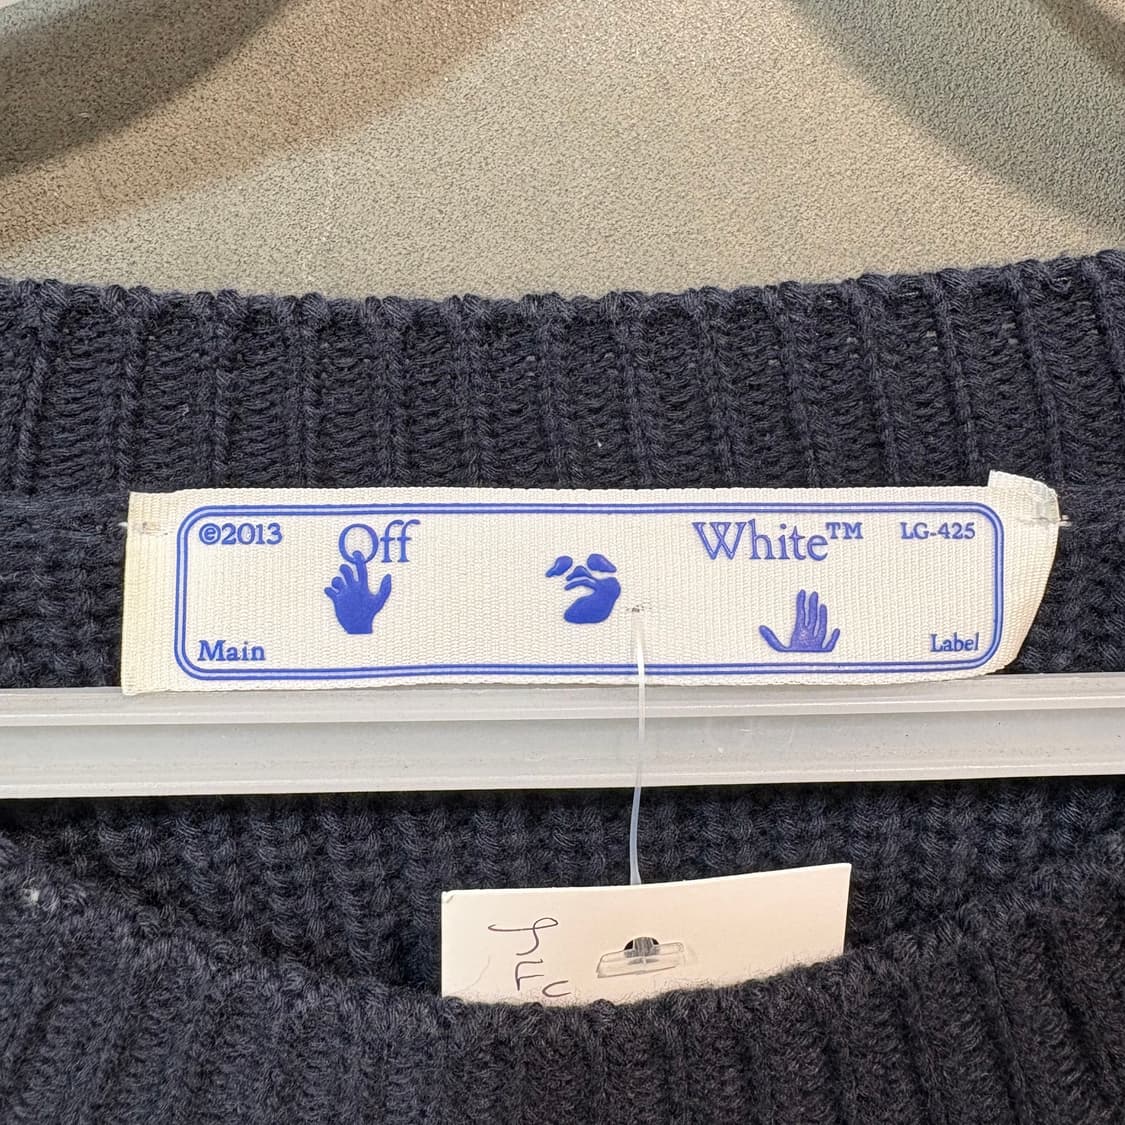 ©2013 Off White™ LG-425
Main Label